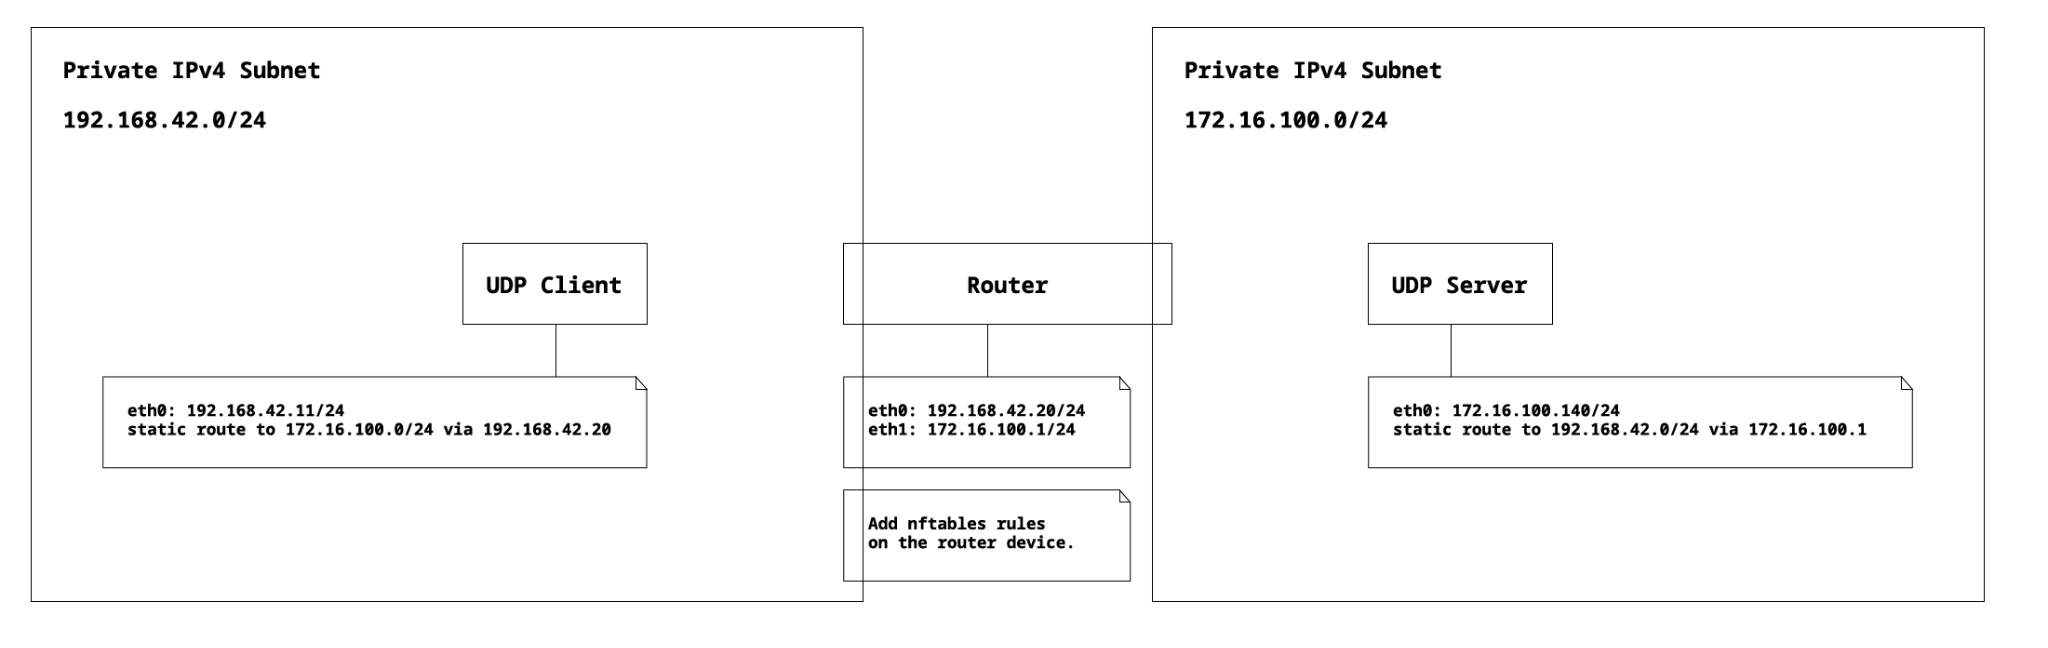 Private IPv4 Subnet
192.168.42.0/24
Private IPv4 Subnet
172.16.100.0/24
UDP Client
Router
UDP Server
eth0: 192.168.42.11/24
static route to 172.16.100.0/24 via 192.168.42.20
eth0: 192.168.42.20/24
eth1: 172.16.100.1/24
eth0: 172.16.100.140/24
static route to 192.168.42.0/24 via 172.16.100.1
Add nftables rules
on the router device.